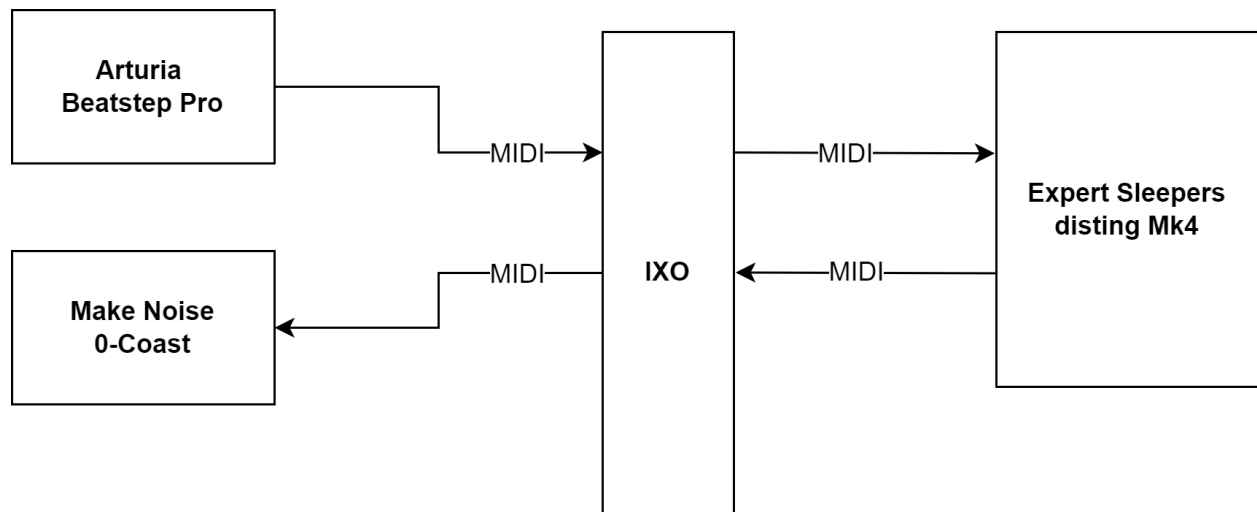 Arturia
Beatstep Pro
MIDI
MIDI
Expert Sleepers
disting Mk4
IXO
MIDI
MIDI
Make Noise
0-Coast